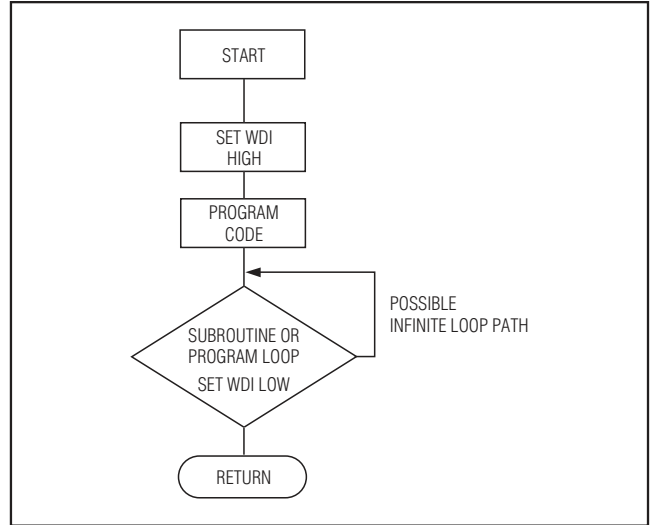 START
SET WDI
HIGH
PROGRAM
CODE
POSSIBLE
INFINITE LOOP PATH
SUBROUTINE OR
PROGRAM LOOP
SET WDI LOW
RETURN